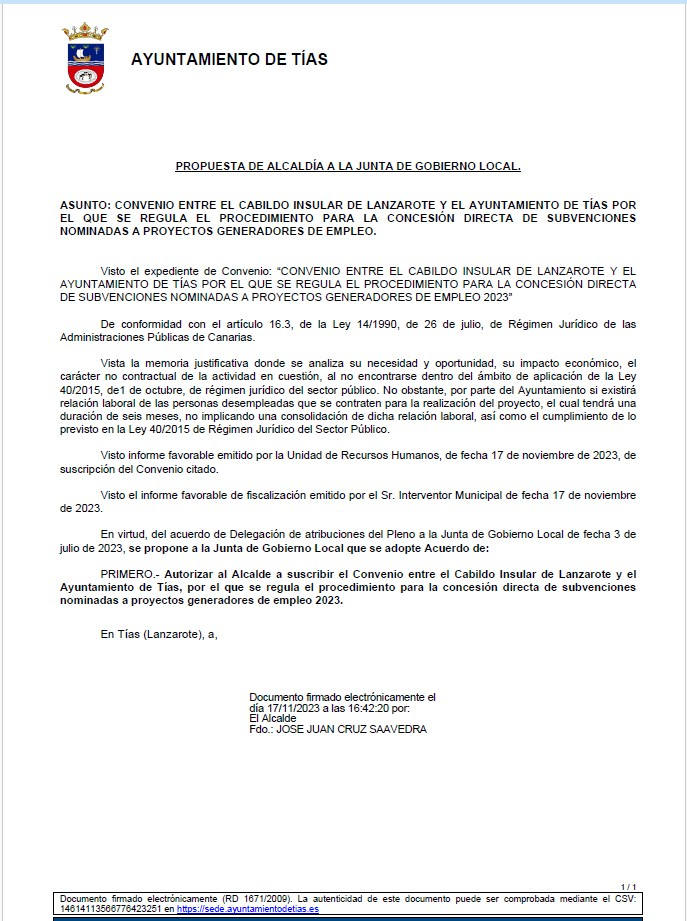 AYUNTAMIENTO DE TÍAS
PROPUESTA DE ALCALDÍA A LA JUNTA DE GOBIERNO LOCAL.
ASUNTO: CONVENIO ENTRE EL CABILDO INSULAR DE LANZAROTE Y EL AYUNTAMIENTO DE TÍAS POR
EL QUE SE REGULA EL PROCEDIMIENTO PARA LA CONCESIÓN DIRECTA DE SUBVENCIONES
NOMINADAS A PROYECTOS GENERADORES DE EMPLEO.
Visto el expediente de Convenio: “CONVENIO ENTRE EL CABILDO INSULAR DE LANZAROTE Y EL
AYUNTAMIENTO DE TÍAS POR EL QUE SE REGULA EL PROCEDIMIENTO PARA LA CONCESIÓN DIRECTA
DE SUBVENCIONES NOMINADAS A PROYECTOS GENERADORES DE EMPLEO 2023”
De conformidad con el artículo 16.3, de la Ley 14/1990, de 26 de julio, de Régimen Jurídico de las
Administraciones Públicas de Canarias.
Vista la memoria justificativa donde se analiza su necesidad y oportunidad, su impacto económico, el
carácter no contractual de la actividad en cuestión, al no encontrarse dentro del ámbito de aplicación de la Ley
40/2015, de1 de octubre, de régimen jurídico del sector público. No obstante, por parte del Ayuntamiento si existirá
relación laboral de las personas desempleadas que se contraten para la realización del proyecto, el cual tendrá una
duración de seis meses, no implicando una consolidación de dicha relación laboral, así como el cumplimiento de lo
previsto en la Ley 40/2015 de Régimen Jurídico del Sector Público.
Visto informe favorable emitido por la Unidad de Recursos Humanos, de fecha 17 de noviembre de 2023, de
suscripción del Convenio citado.
Visto el informe favorable de fiscalización emitido por el Sr. Interventor Municipal de fecha 17 de noviembre
de 2023.
En virtud, del acuerdo de Delegación de atribuciones del Pleno a la Junta de Gobierno Local de fecha 3 de
julio de 2023, se propone a la Junta de Gobierno Local que se adopte Acuerdo de:
PRIMERO.- Autorizar al Alcalde a suscribir el Convenio entre el Cabildo Insular de Lanzarote y el
Ayuntamiento de Tías, por el que se regula el procedimiento para la concesión directa de subvenciones
nominadas a proyectos generadores de empleo 2023.
En Tías (Lanzarote), a,
Documento firmado electrónicamente el
día 17/11/2023 a las 16:42:20 por:
El Alcalde
Fdo.: JOSE JUAN CRUZ SAAVEDRA
1 / 1
Documento firmado electrónicamente (RD 1671/2009). La autenticidad de este documento puede ser comprobada mediante el CSV:
14614113566776423251 en https://sede.ayuntamientodetias.es